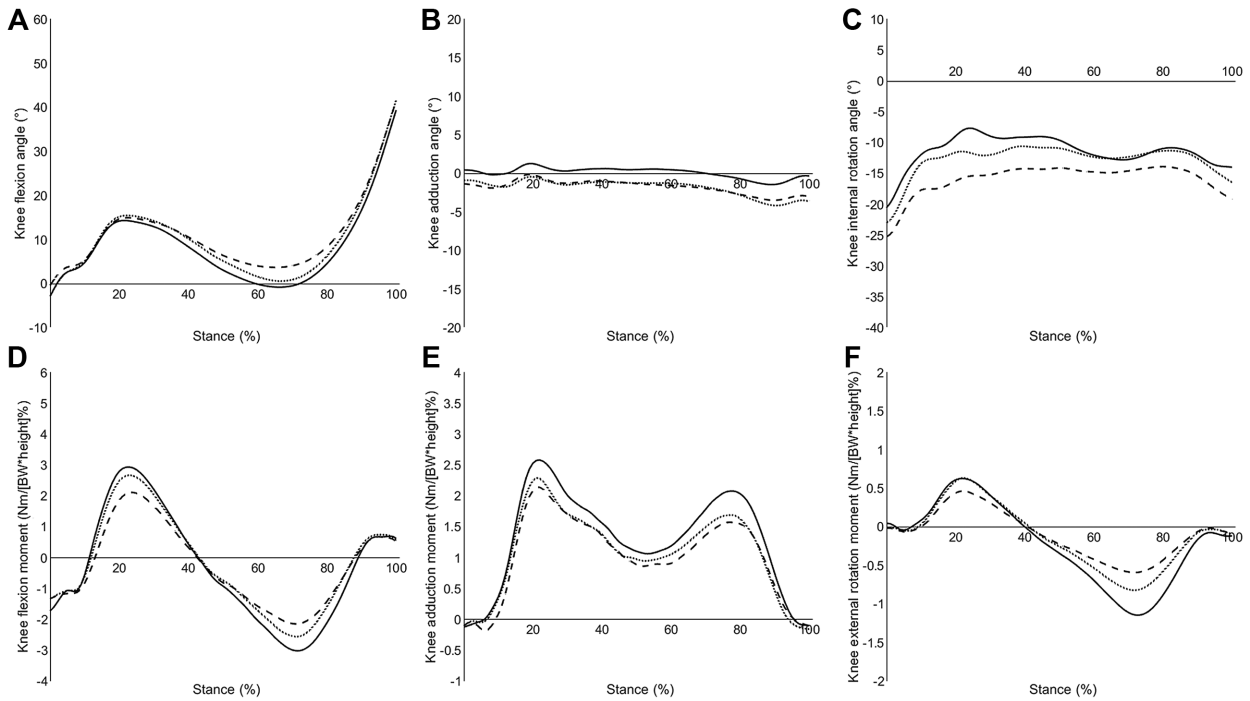 A
B
C
Knee flexion angle (°)
60
50
40
30
20
10
0
-10
20 40 60 80 100
Stance (%)
Knee adduction angle (°)
20
15
10
5
0
-5
-10
-15
-20
20 40 60 80 100
Stance (%)
Knee internal rotation angle (°)
10
5
0
-5
-10
-15
-20
-25
-30
-35
-40
20 40 60 80 100
Stance (%)
D
E
F
Knee flexion moment (Nm/[BW*height]%)
6
5
4
3
2
1
0
-1
-2
-3
-4
20 40 60 80 100
Stance (%)
Knee adduction moment (Nm/[BW*height]%)
4
3.5
3
2.5
2
1.5
1
0.5
0
-0.5
-1
20 40 60 80 100
Stance (%)
Knee external rotation moment (Nm/[BW*height]%)
2
1.5
1
0.5
0
-0.5
-1
-1.5
-2
20 40 60 80 100
Stance (%)